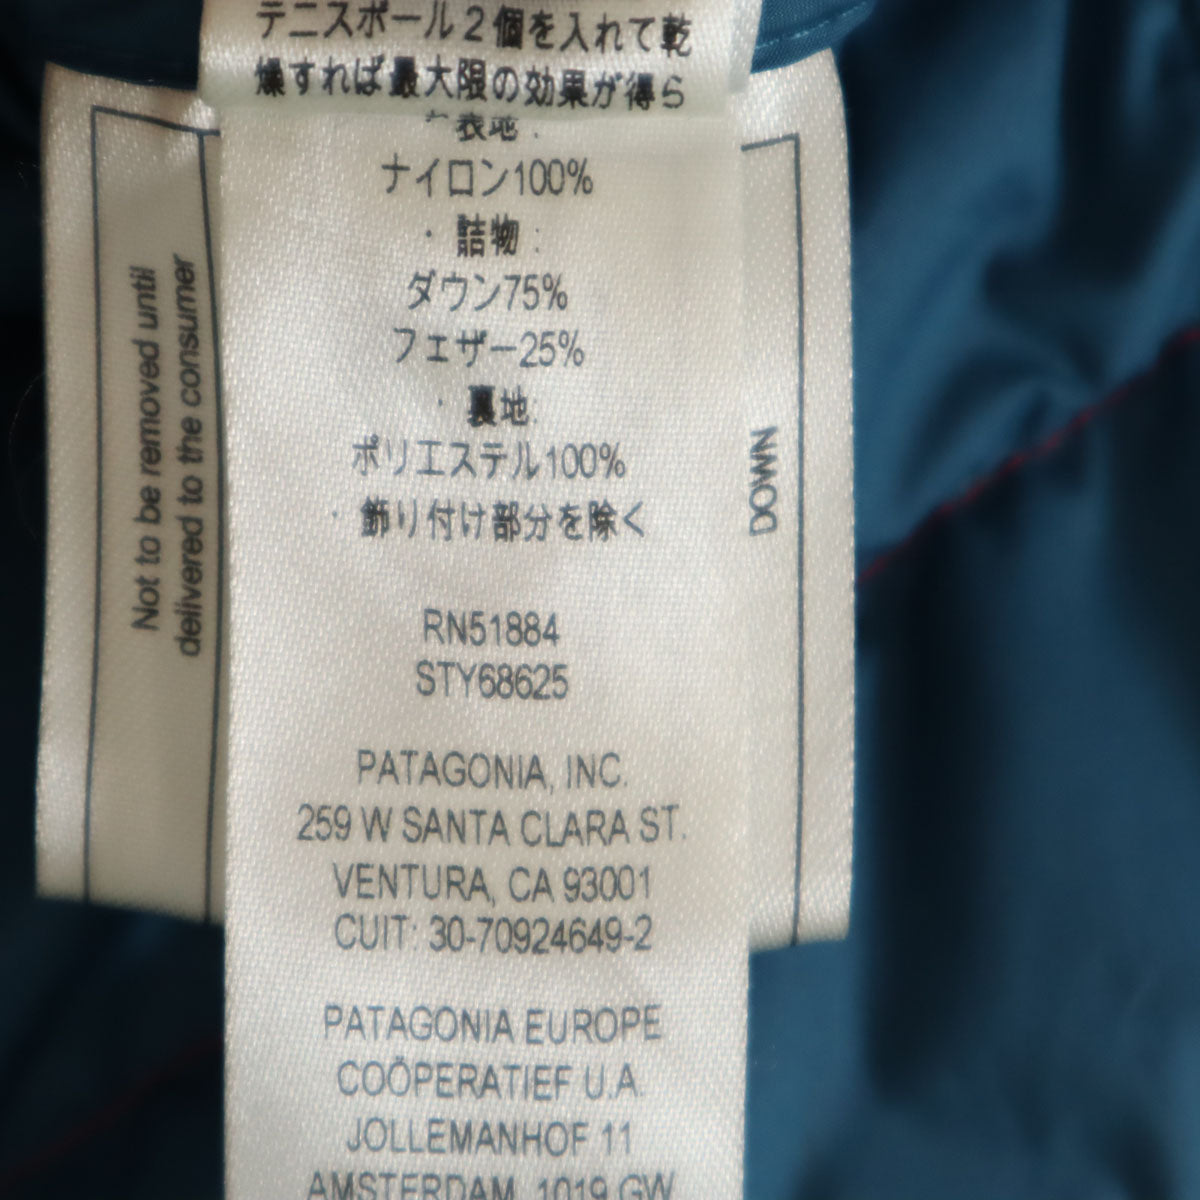 テニスボール2個を入れて乾
燥すれば最大限の効果が得ら
表地:
ナイロン100%
・詰物:
ダウン75%
フェザー25%
・裏地:
ポリエステル100%
・飾り付け部分を除く
RN51884
STY68625
PATAGONIA, INC.
259 W SANTA CLARA ST.
VENTURA, CA 93001
CUIT: 30-70924649-2
PATAGONIA EUROPE
COÖPERATIEF U.A.
JOLLEMANHOF 11
AMSTERDAM, 1019 GW
Not to be removed until
delivered to the consumer
DOWN